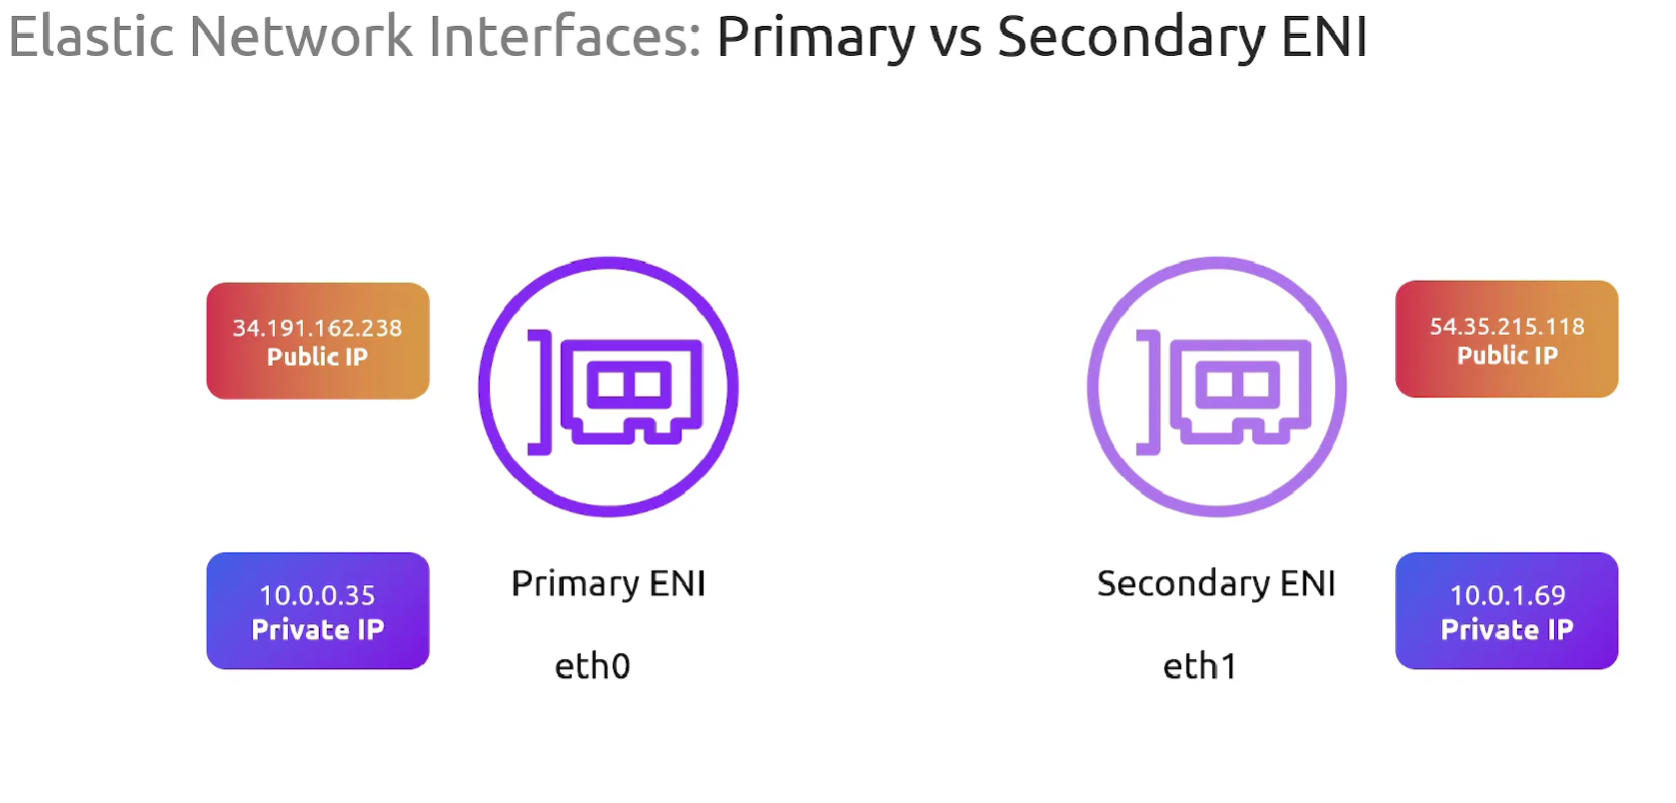 Elastic Network Interfaces: Primary vs Secondary ENI
34.191.162.238
Public IP
10.0.0.35
Private IP
Primary ENI
eth0
Secondary ENI
eth1
54.35.215.118
Public IP
10.0.1.69
Private IP